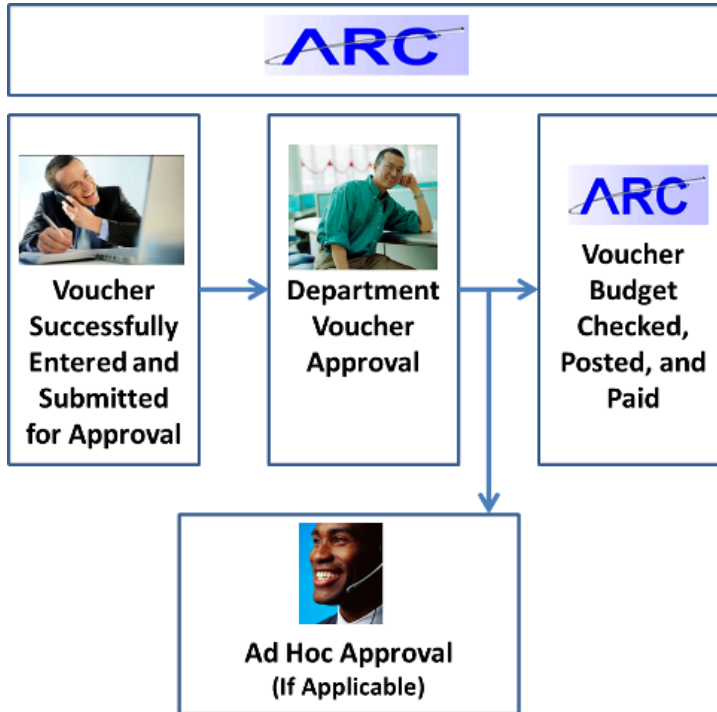 ARC
Voucher
Successfully
Entered and
Submitted
for Approval
Department
Voucher
Approval
ARC
Voucher
Budget
Checked,
Posted, and
Paid
Ad Hoc Approval
(If Applicable)